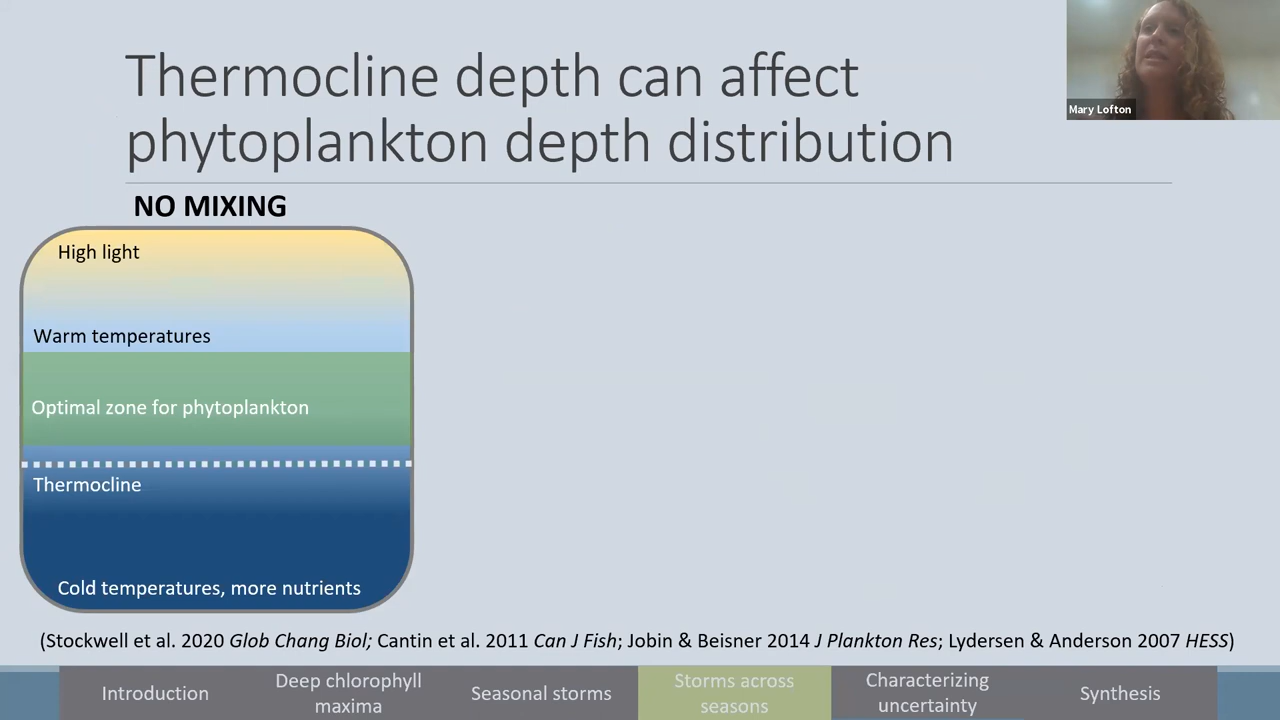 Thermocline depth can affect
phytoplankton depth distribution
Mary Lofton
NO MIXING
High light
Warm temperatures
Optimal zone for phytoplankton
Thermocline
Cold temperatures, more nutrients
(Stockwell et al. 2020 Glob Chang Biol; Cantin et al. 2011 Can J Fish; Jobin & Beisner 2014 J Plankton Res; Lydersen & Anderson 2007 HESS)
Introduction
Deep chlorophyll
maxima
Seasonal storms
Storms across
seasons
Characterizing
uncertainty
Synthesis